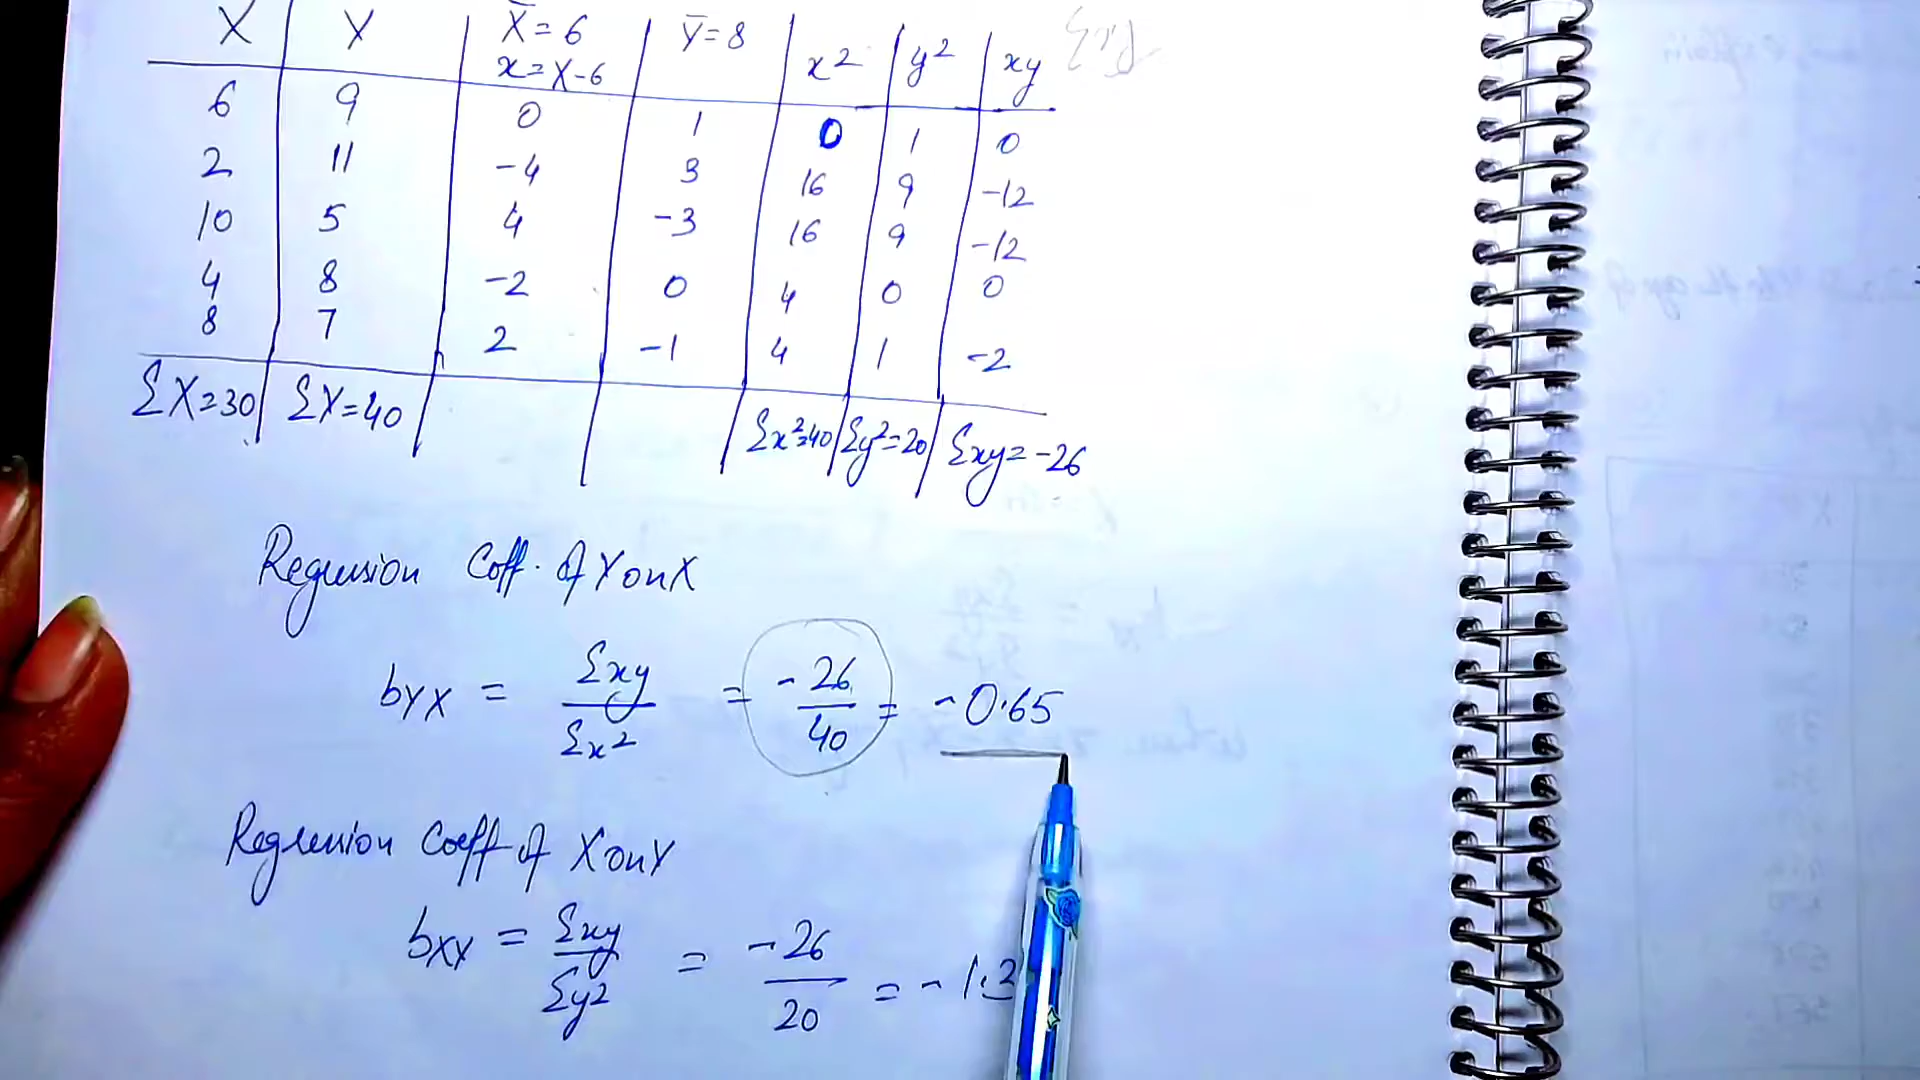 X Y X̄ = 6 Ȳ = 8 x² y² xy
x = X-6
6 9 0 1 0 1 0
2 11 -4 3 16 9 -12
10 5 4 -3 16 9 -12
4 8 -2 0 4 0 0
8 7 2 -1 4 1 -2
ΣX=30 ΣY=40 Σx²=40 Σy²=20 Σxy= -26
Regression Coff. of Y on X
bYX = Σxy / Σx² = -26 / 40 = -0.65
Regression Coeff of X on Y
bXY = Σxy / Σy² = -26 / 20 = -1.3